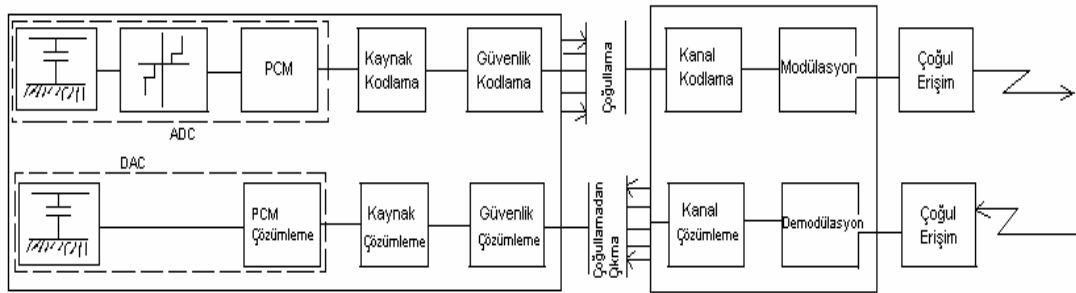 PCM
Kaynak
Kodlama
Güvenlik
Kodlama
Çoğullama
Kanal
Kodlama
Modülasyon
Çoğul
Erişim
ADC
DAC
PCM
Çözümleme
Kaynak
Çözümleme
Güvenlik
Çözümleme
Çoğullamadan
Çıkma
Kanal
Çözümleme
Demodülasyon
Çoğul
Erişim